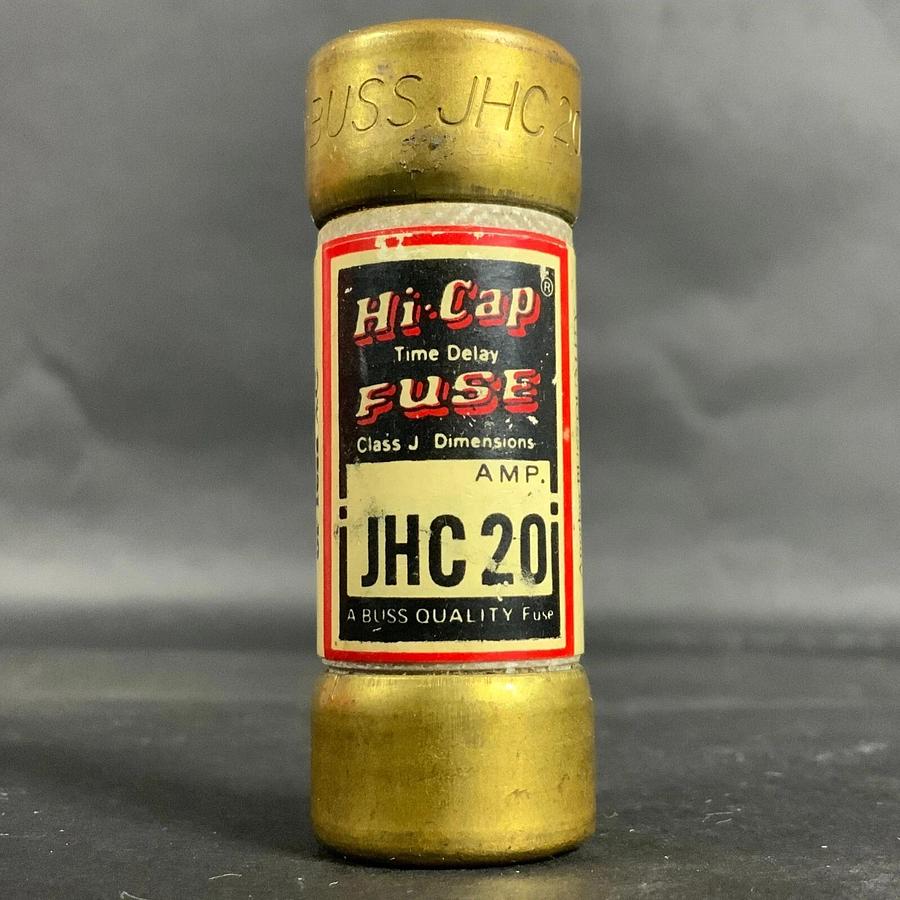 BUSS JHC 20
Hi-Cap®
Time Delay
FUSE
Class J Dimensions
AMP.
JHC 20
A BUSS QUALITY Fuse